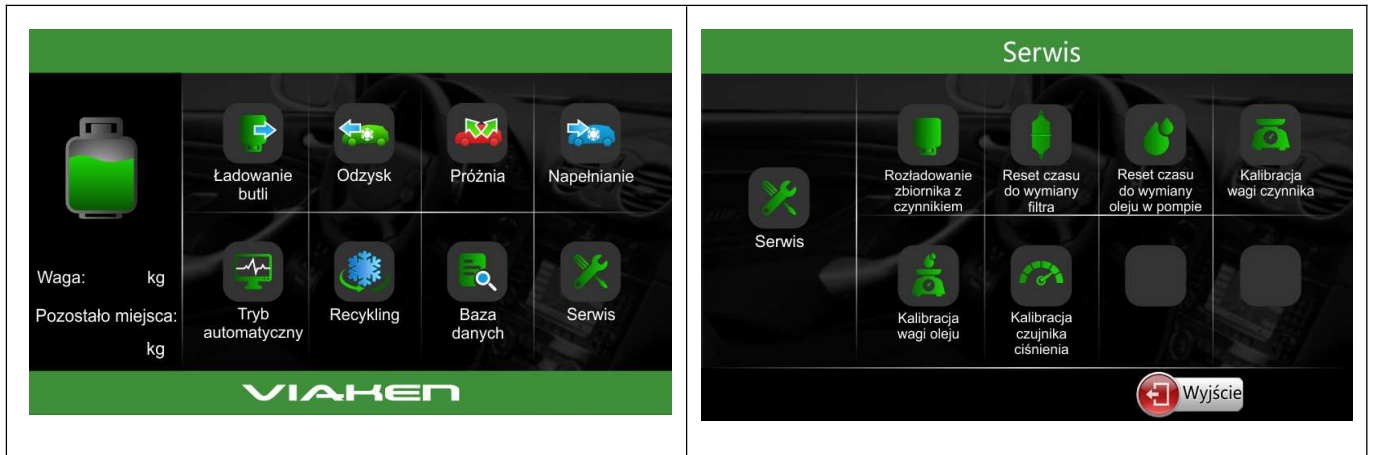 Ładowanie
butli
Odzysk
Próżnia
Napełnianie
Waga: kg
Pozostało miejsca:
kg
Tryb
automatyczny
Recykling
Baza
danych
Serwis
VIAKEN
Serwis
Serwis
Rozładowanie
zbiornika z
czynnikiem
Reset czasu
do wymiany
filtra
Reset czasu
do wymiany
oleju w pompie
Kalibracja
wagi czynnika
Kalibracja
wagi oleju
Kalibracja
czujnika
ciśnienia
Wyjście